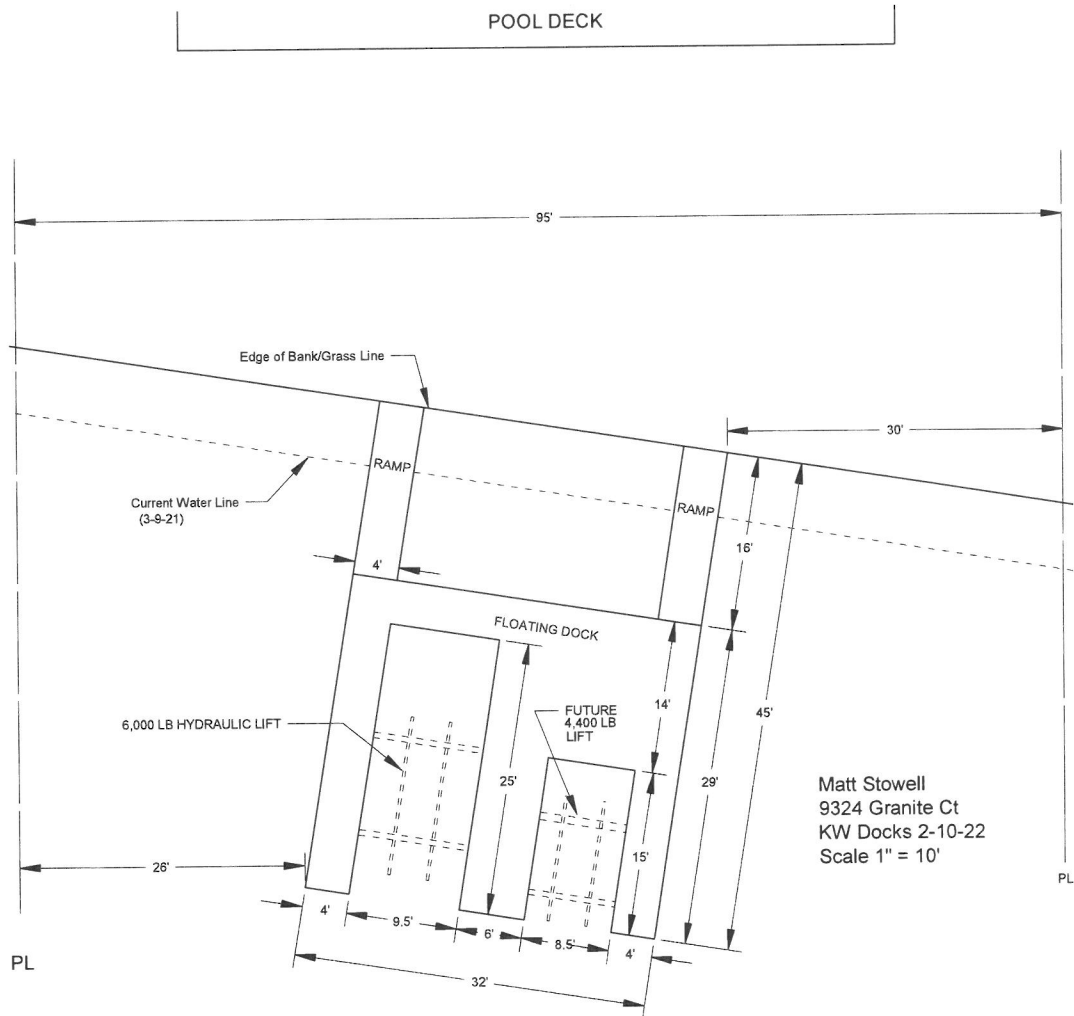 POOL DECK
95'
Edge of Bank/Grass Line
30'
RAMP
Current Water Line
(3-9-21)
RAMP
16'
4'
FLOATING DOCK
14'
45'
6,000 LB HYDRAULIC LIFT
FUTURE
4,400 LB
LIFT
25'
29'
Matt Stowell
9324 Granite Ct
KW Docks 2-10-22
Scale 1" = 10'
15'
26'
PL
4'
9.5'
6'
8.5'
4'
PL
32'